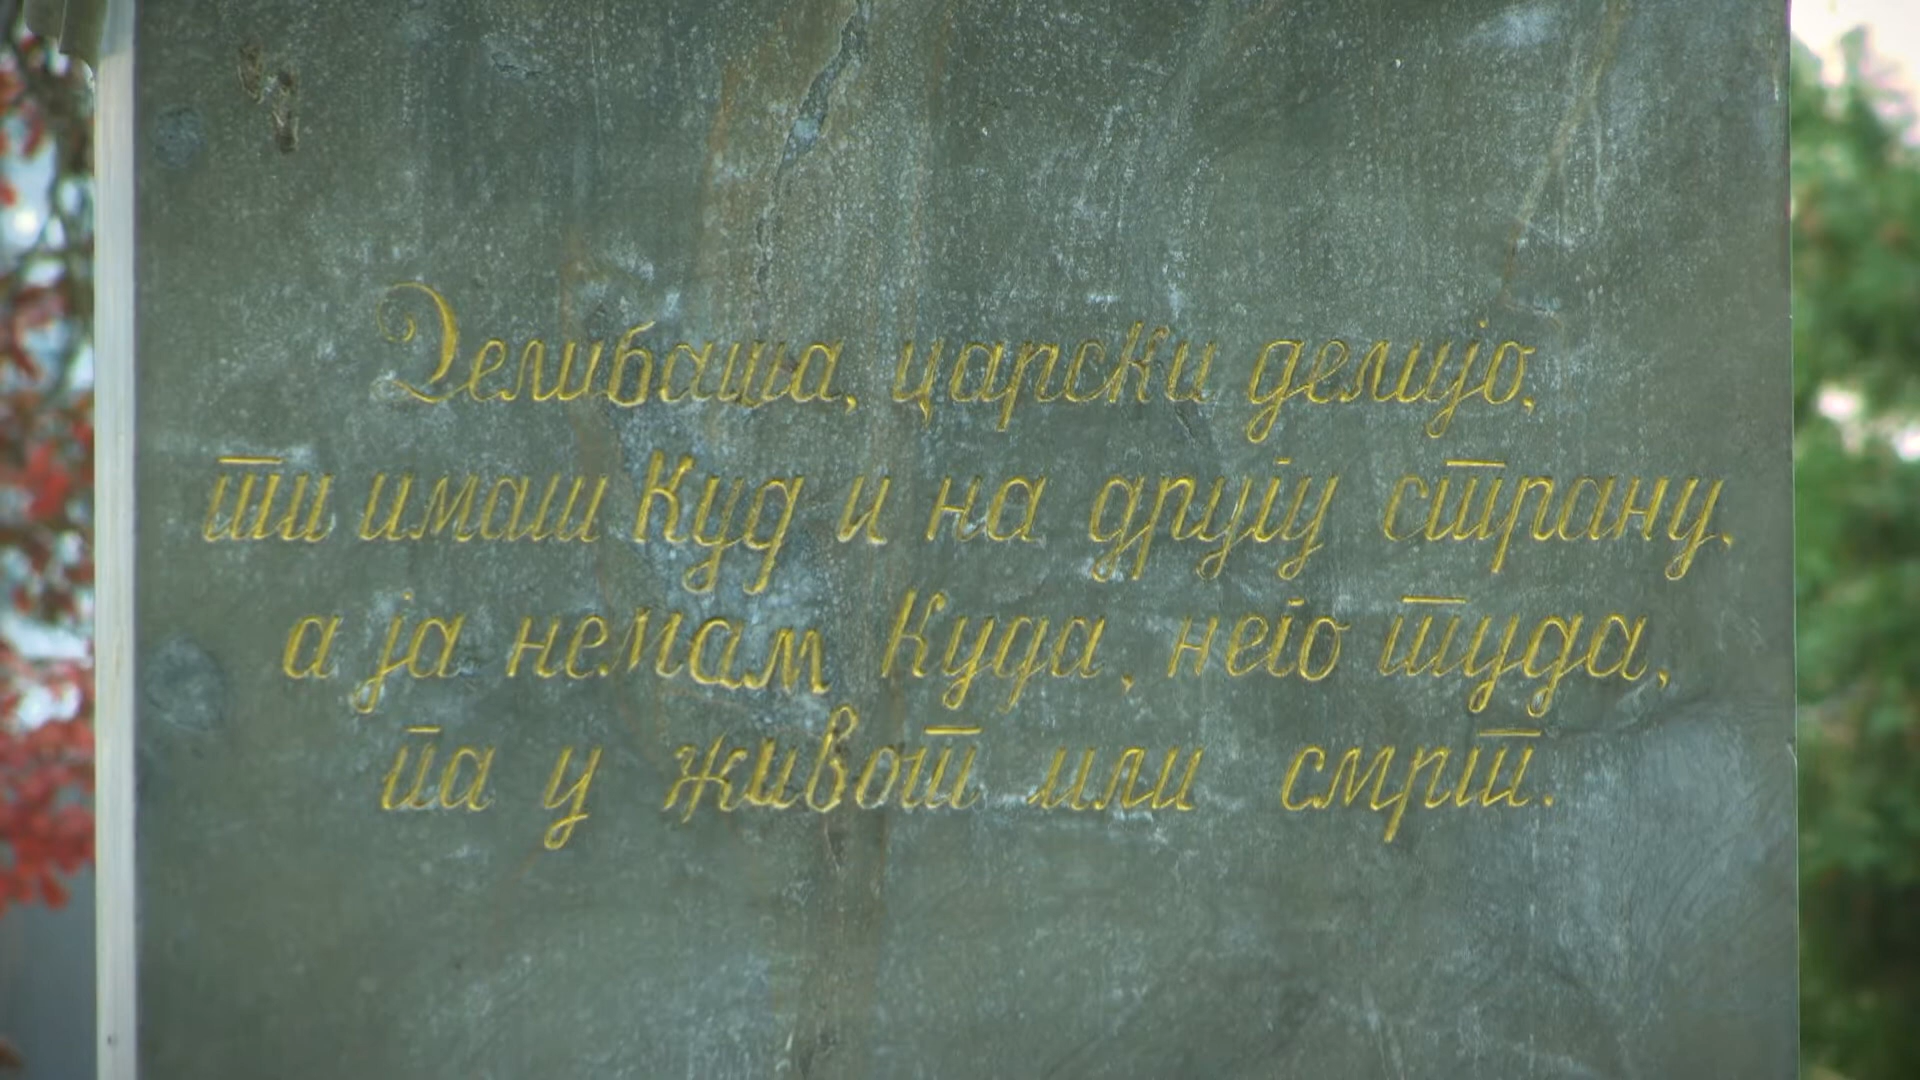 Делибаша, царски делијо,
ти имаш куд и на другу страну,
а ја немам куда, него туда,
па у живот или смрт.